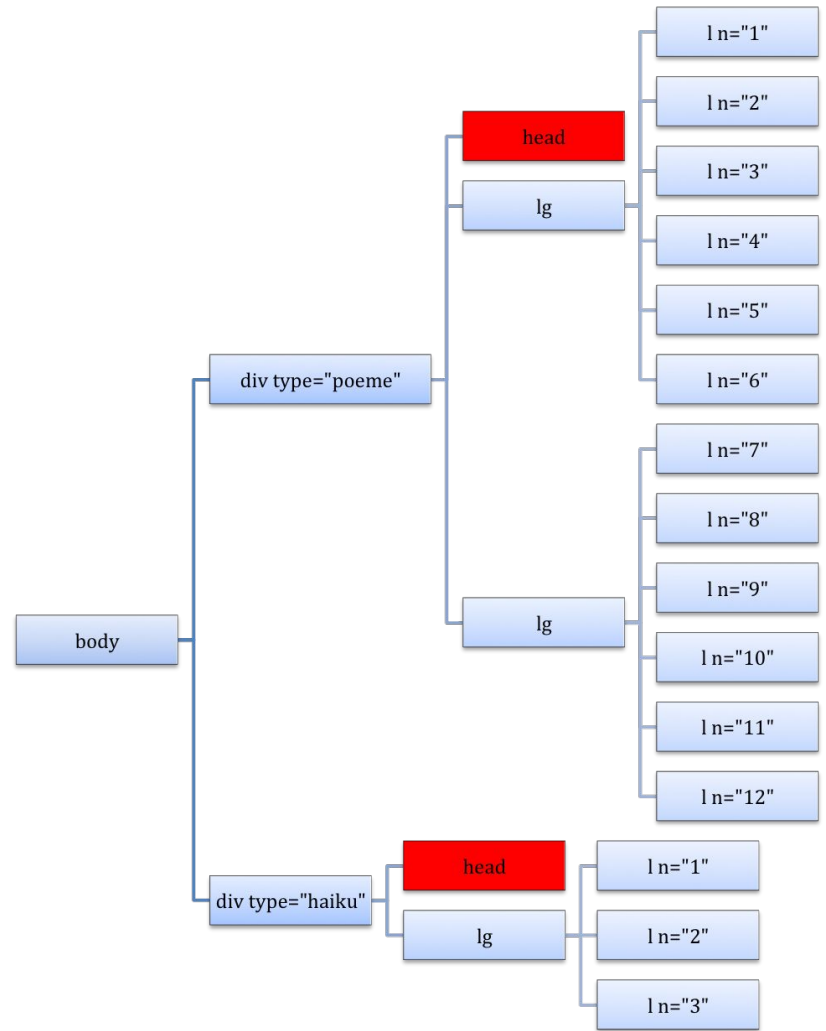 body
div type="poeme"
head
lg
l n="1"
l n="2"
l n="3"
l n="4"
l n="5"
l n="6"
lg
l n="7"
l n="8"
l n="9"
l n="10"
l n="11"
l n="12"
div type="haiku"
head
lg
l n="1"
l n="2"
l n="3"